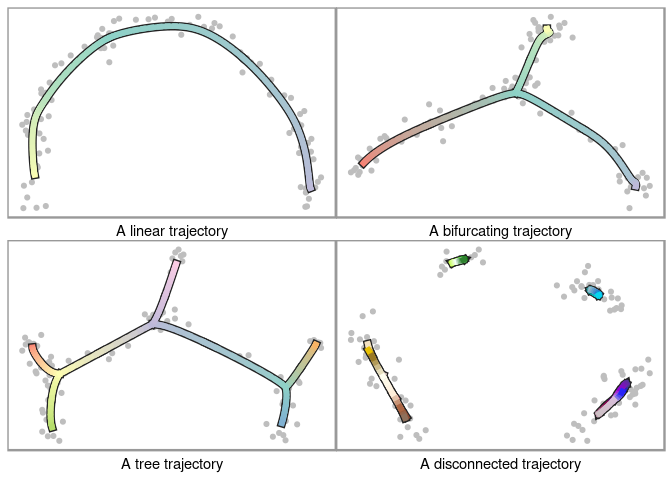 A linear trajectory
A bifurcating trajectory
A tree trajectory
A disconnected trajectory